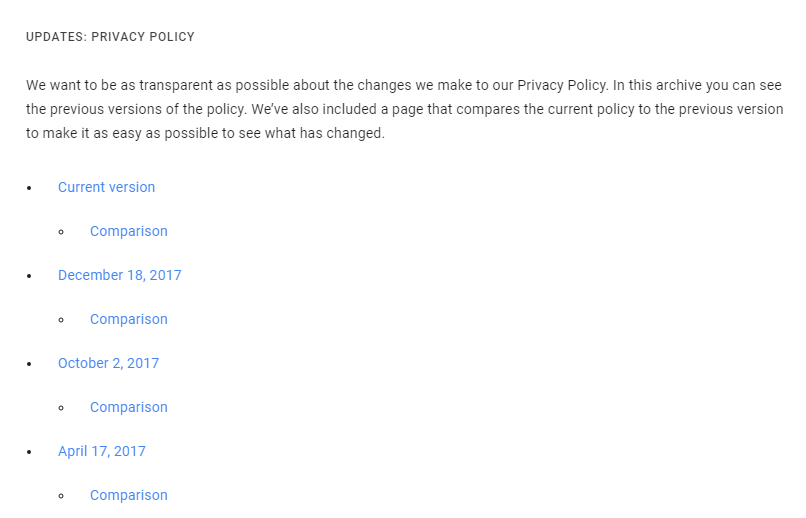 UPDATES: PRIVACY POLICY
We want to be as transparent as possible about the changes we make to our Privacy Policy. In this archive you can see
the previous versions of the policy. We’ve also included a page that compares the current policy to the previous version
to make it as easy as possible to see what has changed.
Current version
Comparison
December 18, 2017
Comparison
October 2, 2017
Comparison
April 17, 2017
Comparison